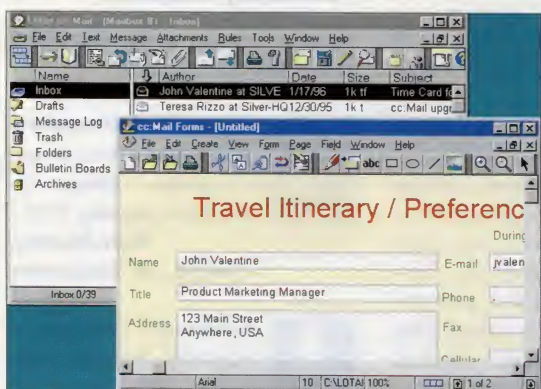 cc:Mail
File Edit Text Message Attachments Rules Tools Window Help
Name
Inbox
Drafts
Message Log
Trash
Folders
Bulletin Boards
Archives
Inbox 0/39
Author Date Size Subject
John Valentine at SILVE 1/17/96 1k tf Time Card fo
Teresa Rizzo at Silver-HQ 12/30/95 1k t cc:Mail upgr
cc:Mail Forms - [Untitled]
File Edit Create View Form Page Field Window Help
abc
Travel Itinerary / Preferenc
During
Name John Valentine E-mail jvalen
Title Product Marketing Manager Phone
Address 123 Main Street Fax
Anywhere, USA
Cellular
Arial 10 C:\LOTAI 100% 1 of 2